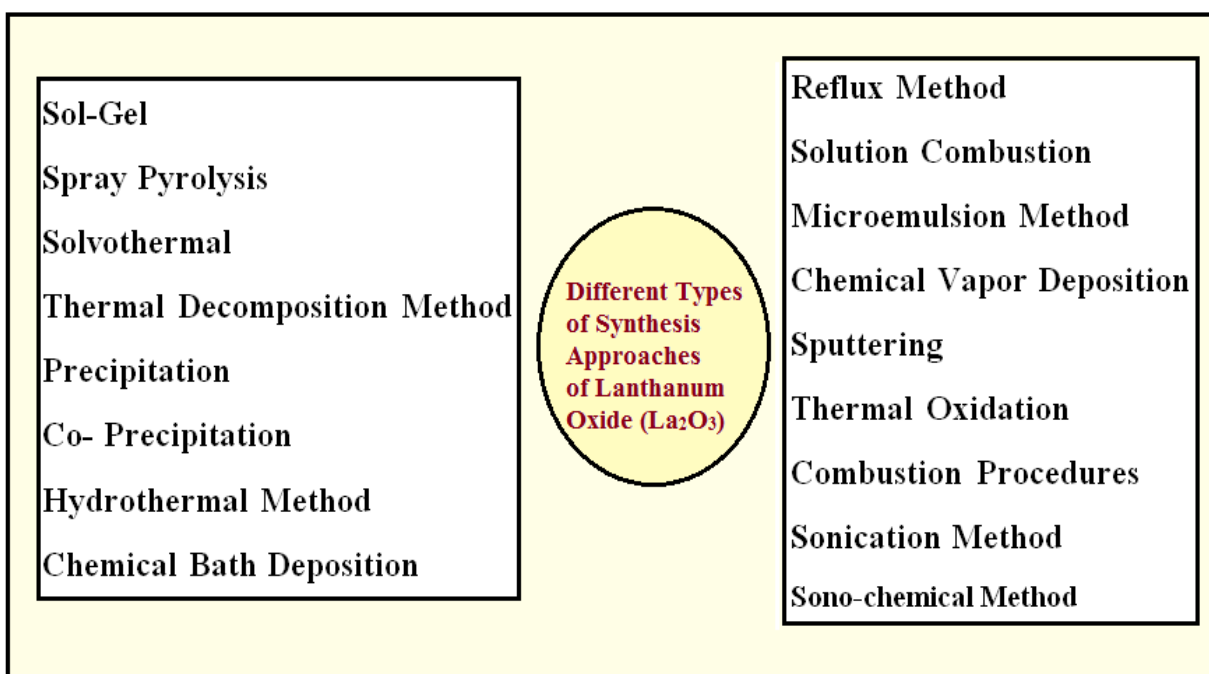 Sol-Gel
Spray Pyrolysis
Solvothermal
Thermal Decomposition Method
Precipitation
Co- Precipitation
Hydrothermal Method
Chemical Bath Deposition
Different Types
of Synthesis
Approaches
of Lanthanum
Oxide (La₂O₃)
Reflux Method
Solution Combustion
Microemulsion Method
Chemical Vapor Deposition
Sputtering
Thermal Oxidation
Combustion Procedures
Sonication Method
Sono-chemical Method